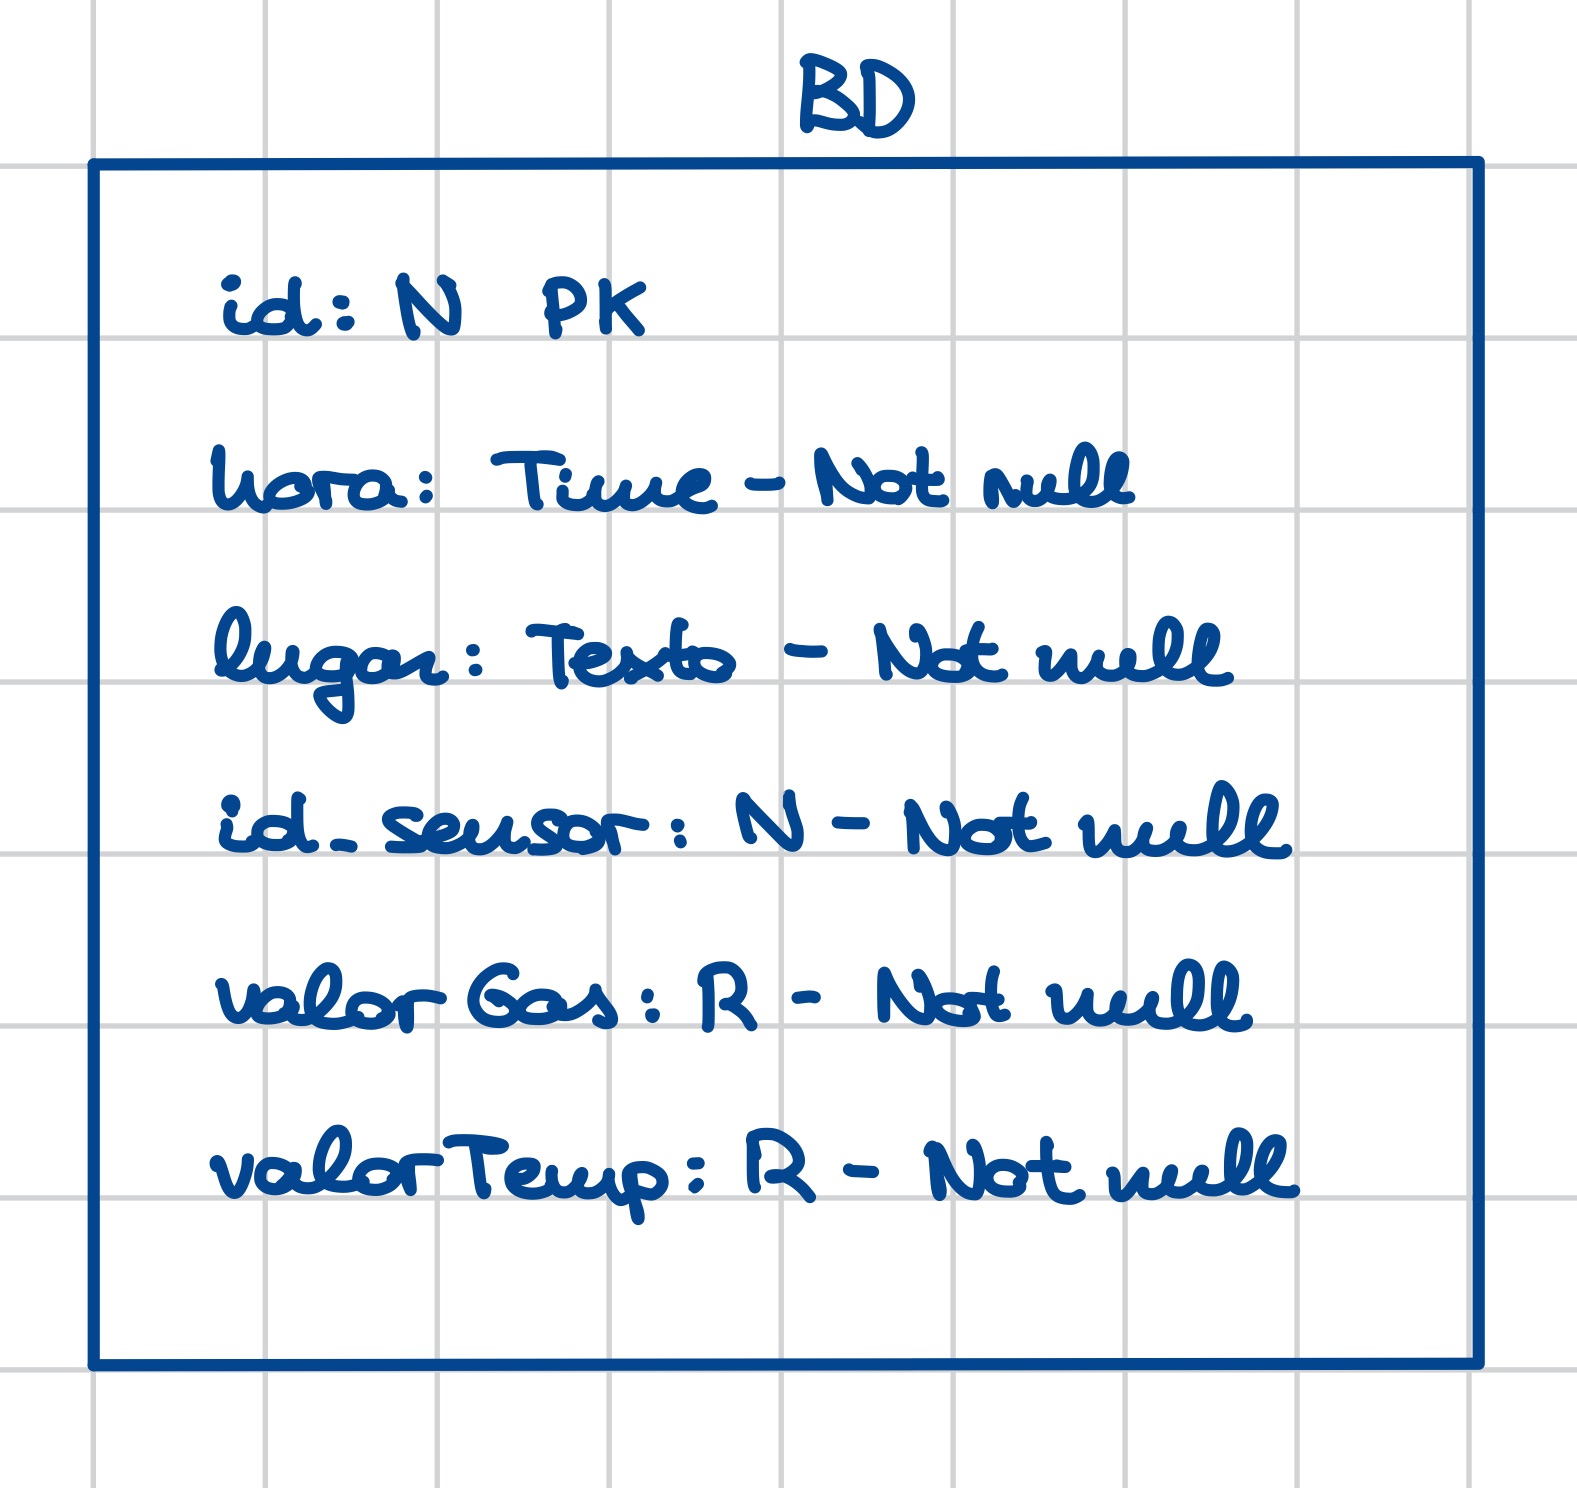 BD
id: N PK
hora: Time - Not null
lugar: Texto - Not null
id_sensor: N - Not null
valorGas: R - Not null
valorTemp: R - Not null